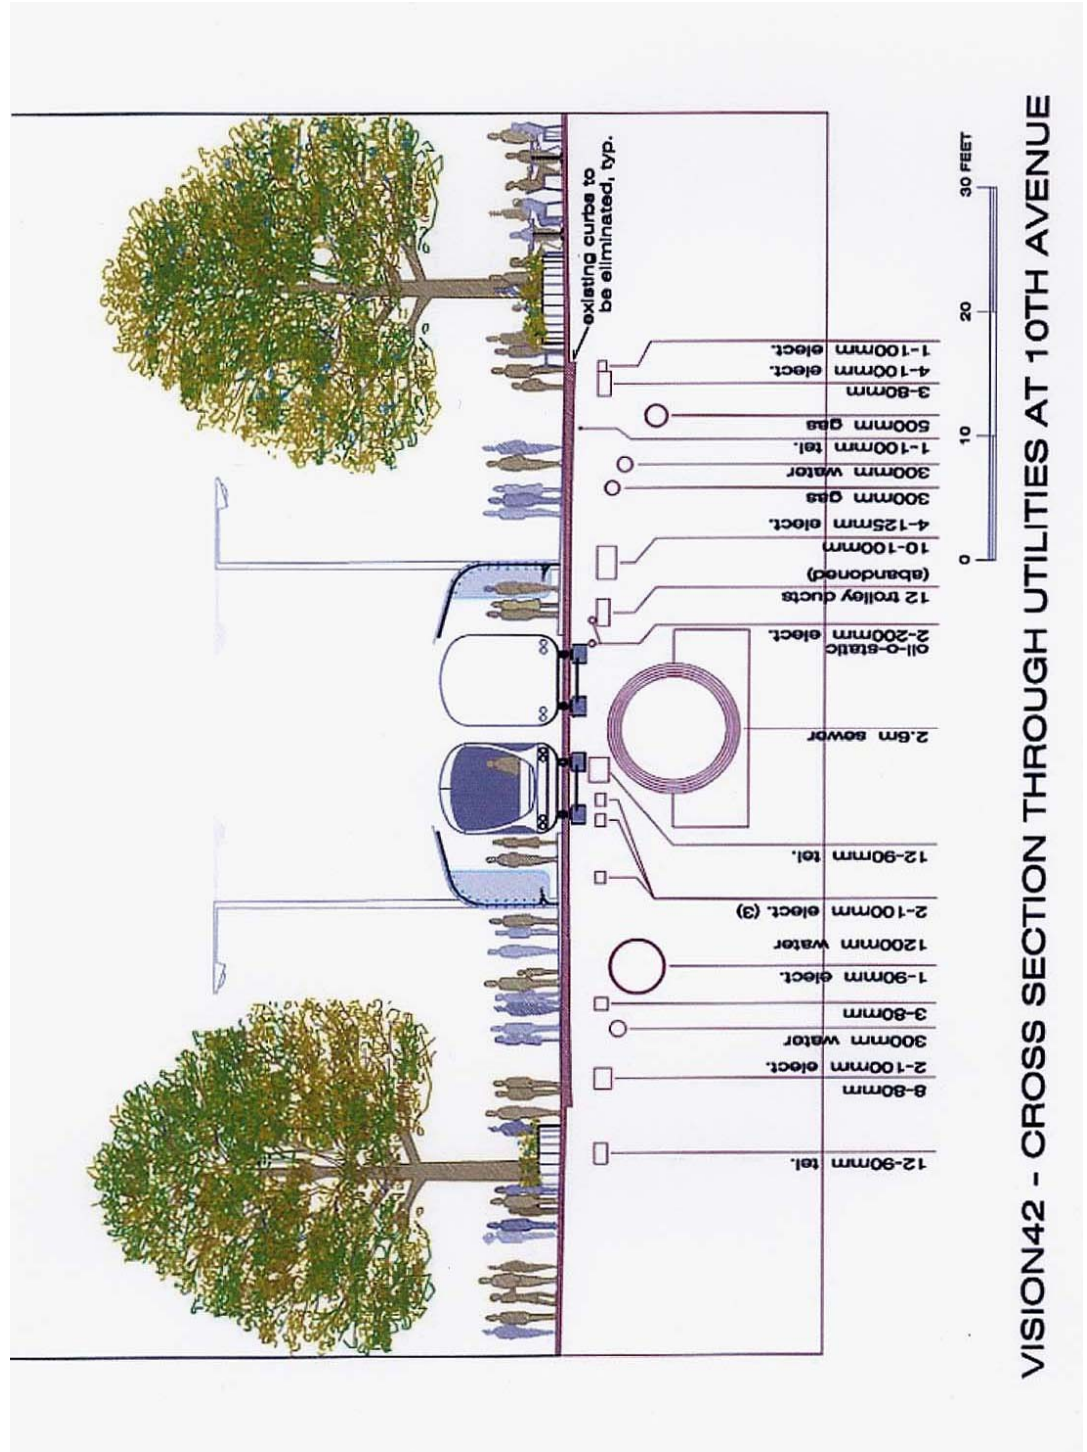 existing curbs to
be eliminated, typ.
12-90mm tel.
8-80mm
2-100mm elect.
300mm water
3-80mm
1-90mm elect.
1200mm water
2-100mm elect. (3)
12-90mm tel.
2.6m sewer
oil-o-static
2-200mm elect.
12 trolley ducts
(abandoned)
10-100mm
4-125mm elect.
300mm gas
300mm water
1-100mm tel.
500mm gas
3-80mm
4-100mm elect.
1-100mm elect.
0 10 20 30 FEET
VISION42 - CROSS SECTION THROUGH UTILITIES AT 10TH AVENUE